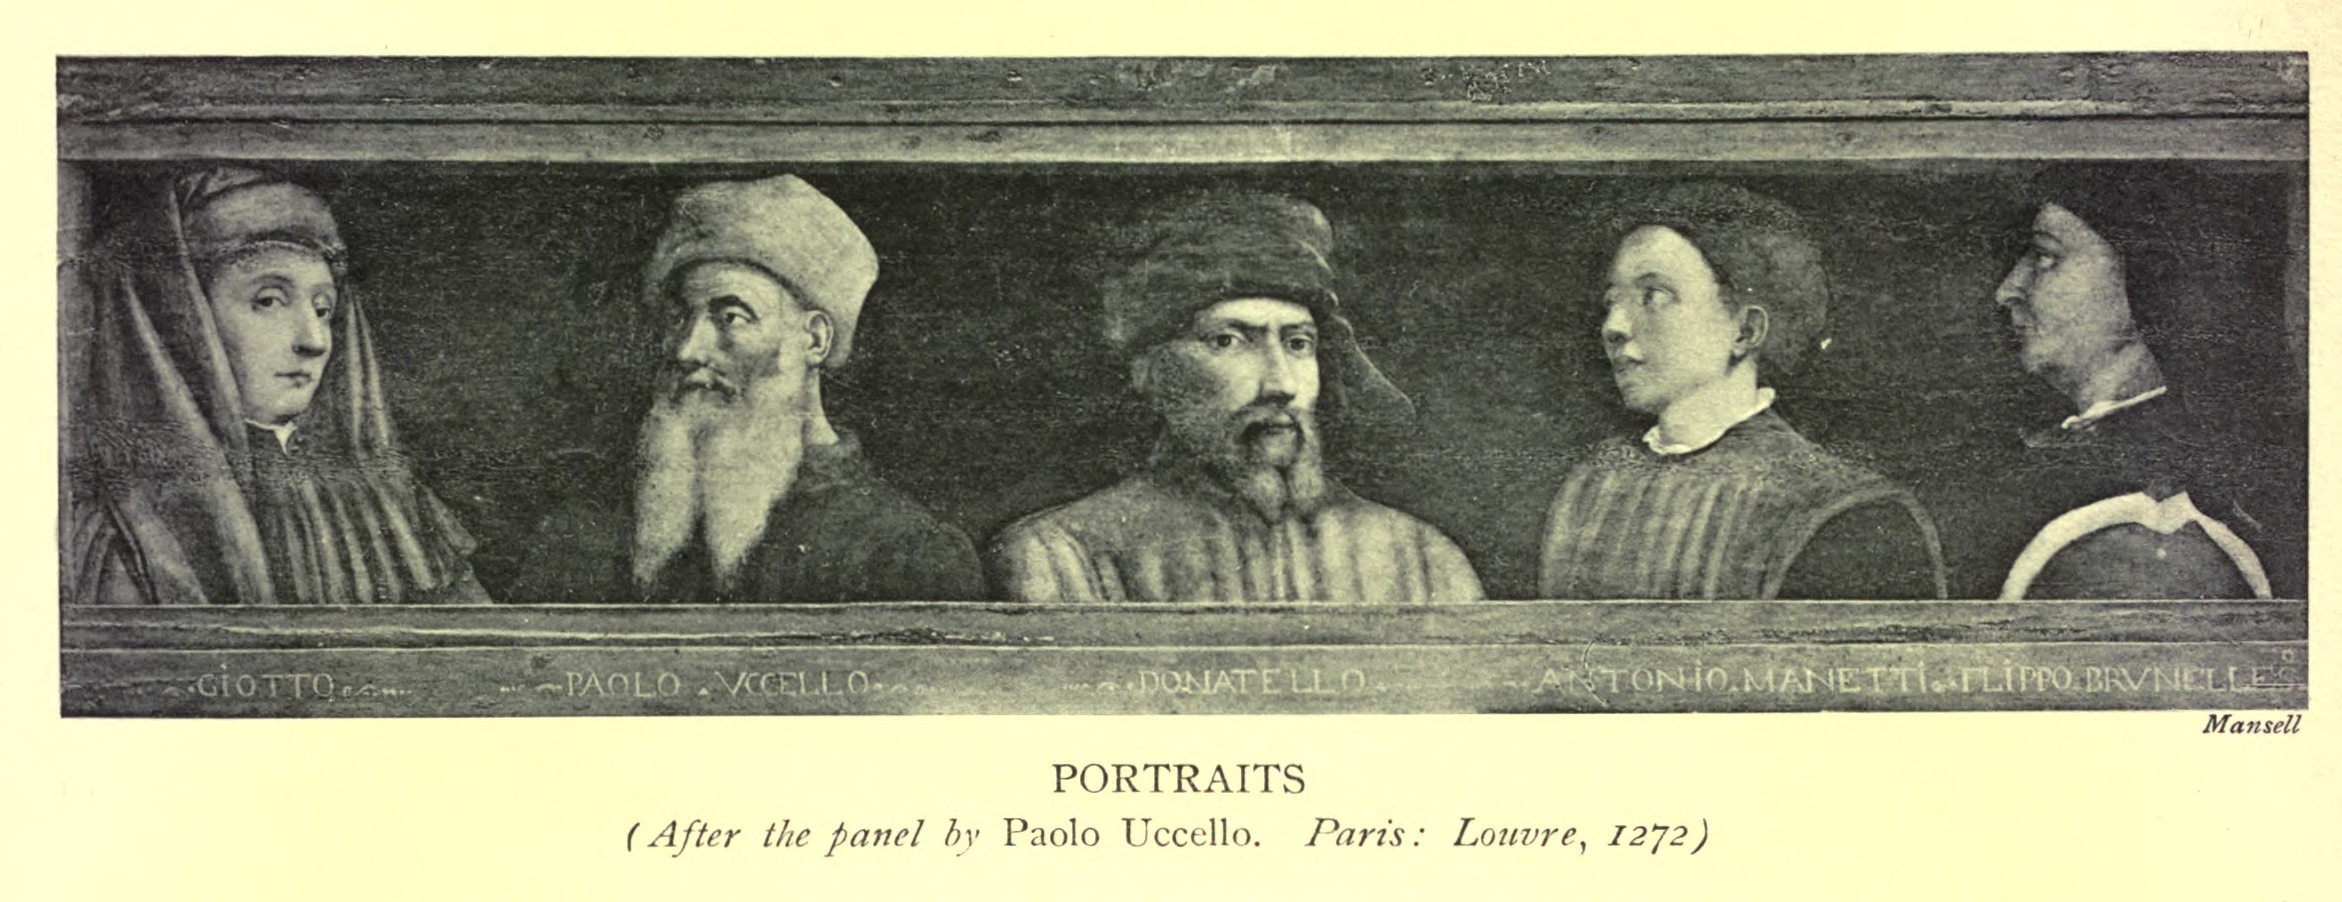 GIOTTO PAOLO VCCELLO DONATELLO ANTONIO MANETTI FLIPPO BRVNELLES
Mansell
PORTRAITS
(After the panel by Paolo Uccello. Paris: Louvre, 1272)